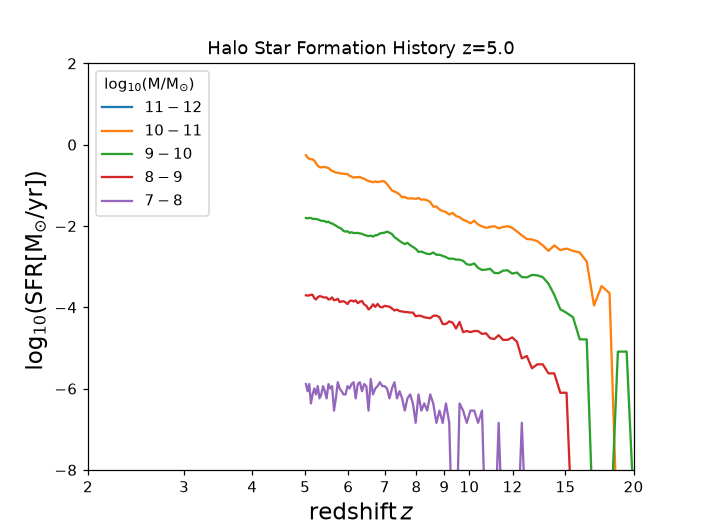 Halo Star Formation History z=5.0
log₁₀(SFR[M☉/yr])
2
0
−2
−4
−6
−8
log₁₀(M/M☉)
11 − 12
10 − 11
9 − 10
8 − 9
7 − 8
2 3 4 5 6 7 8 9 10 12 15 20
redshift z